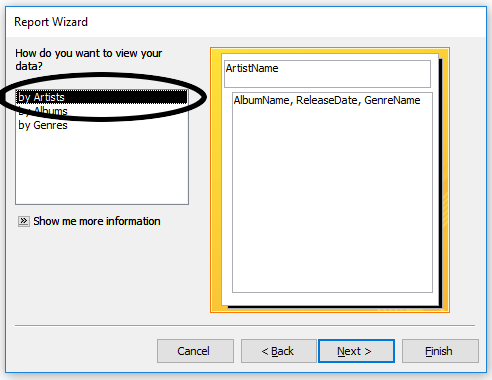 Report Wizard
How do you want to view your
data?
by Artists
by Albums
by Genres
Show me more information
ArtistName
AlbumName, ReleaseDate, GenreName
Cancel
< Back
Next >
Finish